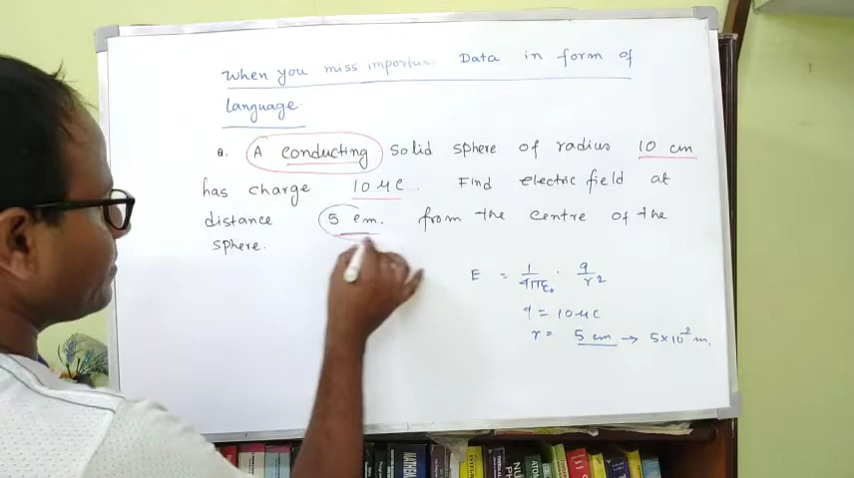 When you miss importan Data in form of
language.
Q. A conducting solid sphere of radius 10 cm
has charge 10 μC. Find electric field at
distance 5 cm. from the centre of the
sphere.
E = 1/4πε₀ · q/r²
q = 10 μC
r = 5 cm → 5×10⁻² m.
MATHEM